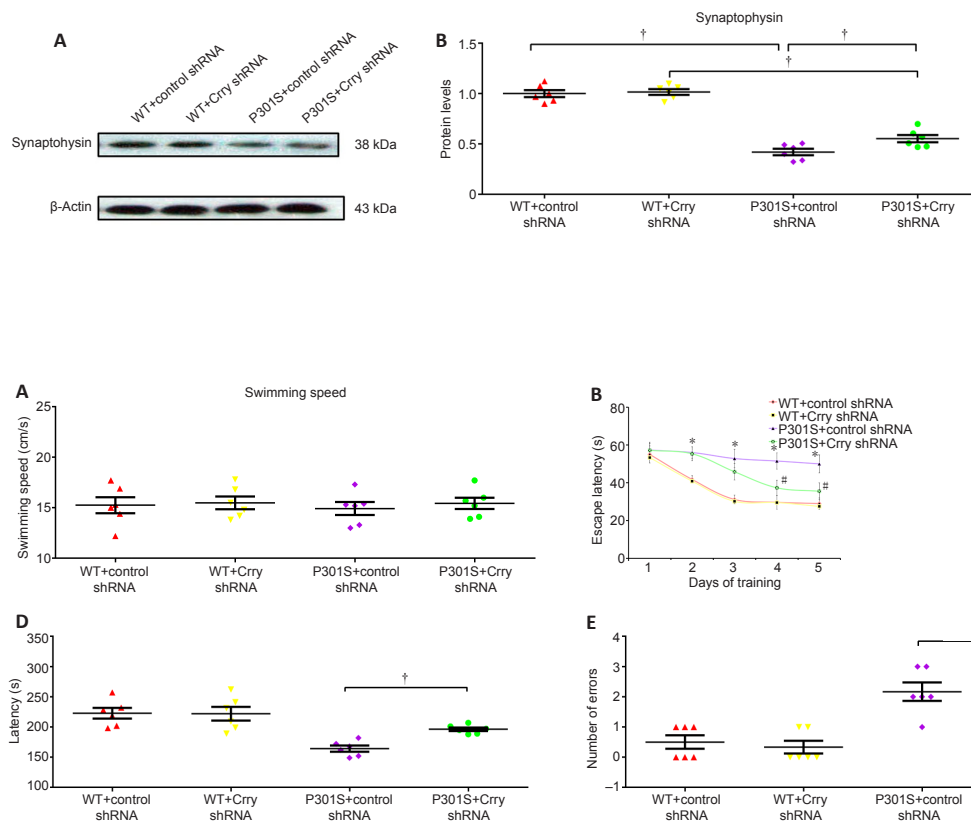 A
WT+control shRNA
WT+Crry shRNA
P301S+control shRNA
P301S+Crry shRNA
Synaptohysin
38 kDa
β-Actin
43 kDa
B
Synaptophysin
Protein levels
1.5
1.0
0.5
0
†
†
†
WT+control
shRNA
WT+Crry
shRNA
P301S+control
shRNA
P301S+Crry
shRNA
A
Swimming speed
Swimming speed (cm/s)
25
20
15
10
WT+control
shRNA
WT+Crry
shRNA
P301S+control
shRNA
P301S+Crry
shRNA
B
WT+control shRNA
WT+Crry shRNA
P301S+control shRNA
P301S+Crry shRNA
Escape latency (s)
80
60
40
20
0
* * * *
# #
1 2 3 4 5
Days of training
D
Latency (s)
350
300
250
200
150
100
†
WT+control
shRNA
WT+Crry
shRNA
P301S+control
shRNA
P301S+Crry
shRNA
E
Number of errors
4
3
2
1
0
–1
WT+control
shRNA
WT+Crry
shRNA
P301S+control
shRNA